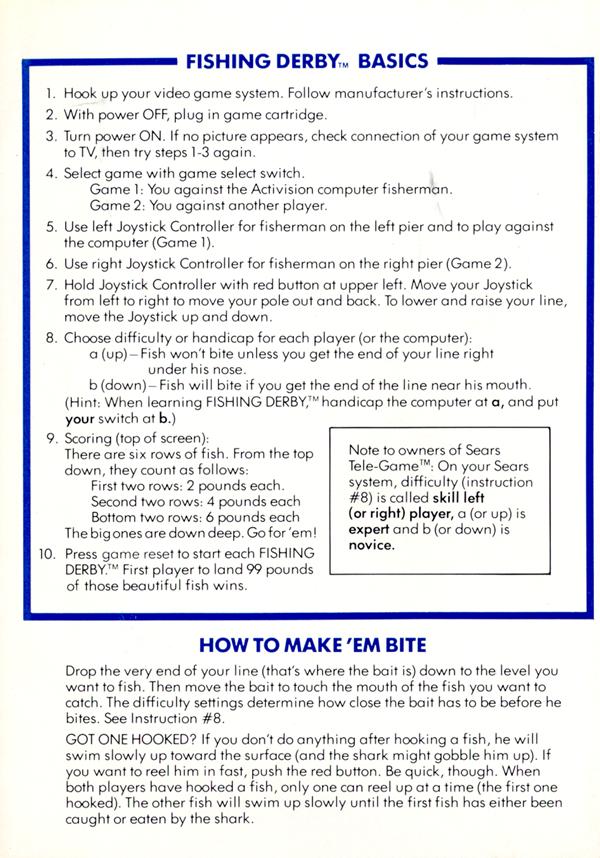 FISHING DERBY™ BASICS
1. Hook up your video game system. Follow manufacturer's instructions.
2. With power OFF, plug in game cartridge.
3. Turn power ON. If no picture appears, check connection of your game system
to TV, then try steps 1-3 again.
4. Select game with game select switch.
Game 1: You against the Activision computer fisherman.
Game 2: You against another player.
5. Use left Joystick Controller for fisherman on the left pier and to play against
the computer (Game 1).
6. Use right Joystick Controller for fisherman on the right pier (Game 2).
7. Hold Joystick Controller with red button at upper left. Move your Joystick
from left to right to move your pole out and back. To lower and raise your line,
move the Joystick up and down.
8. Choose difficulty or handicap for each player (or the computer):
a (up)—Fish won't bite unless you get the end of your line right
under his nose.
b (down)—Fish will bite if you get the end of the line near his mouth.
(Hint: When learning FISHING DERBY,™ handicap the computer at a, and put
your switch at b.)
9. Scoring (top of screen):
There are six rows of fish. From the top
down, they count as follows:
First two rows: 2 pounds each.
Second two rows: 4 pounds each
Bottom two rows: 6 pounds each
The big ones are down deep. Go for 'em!
10. Press game reset to start each FISHING
DERBY.™ First player to land 99 pounds
of those beautiful fish wins.
Note to owners of Sears
Tele-Game™: On your Sears
system, difficulty (instruction
#8) is called skill left
(or right) player, a (or up) is
expert and b (or down) is
novice.
HOW TO MAKE 'EM BITE
Drop the very end of your line (that's where the bait is) down to the level you
want to fish. Then move the bait to touch the mouth of the fish you want to
catch. The difficulty settings determine how close the bait has to be before he
bites. See Instruction #8.
GOT ONE HOOKED? If you don't do anything after hooking a fish, he will
swim slowly up toward the surface (and the shark might gobble him up). If
you want to reel him in fast, push the red button. Be quick, though. When
both players have hooked a fish, only one can reel up at a time (the first one
hooked). The other fish will swim up slowly until the first fish has either been
caught or eaten by the shark.